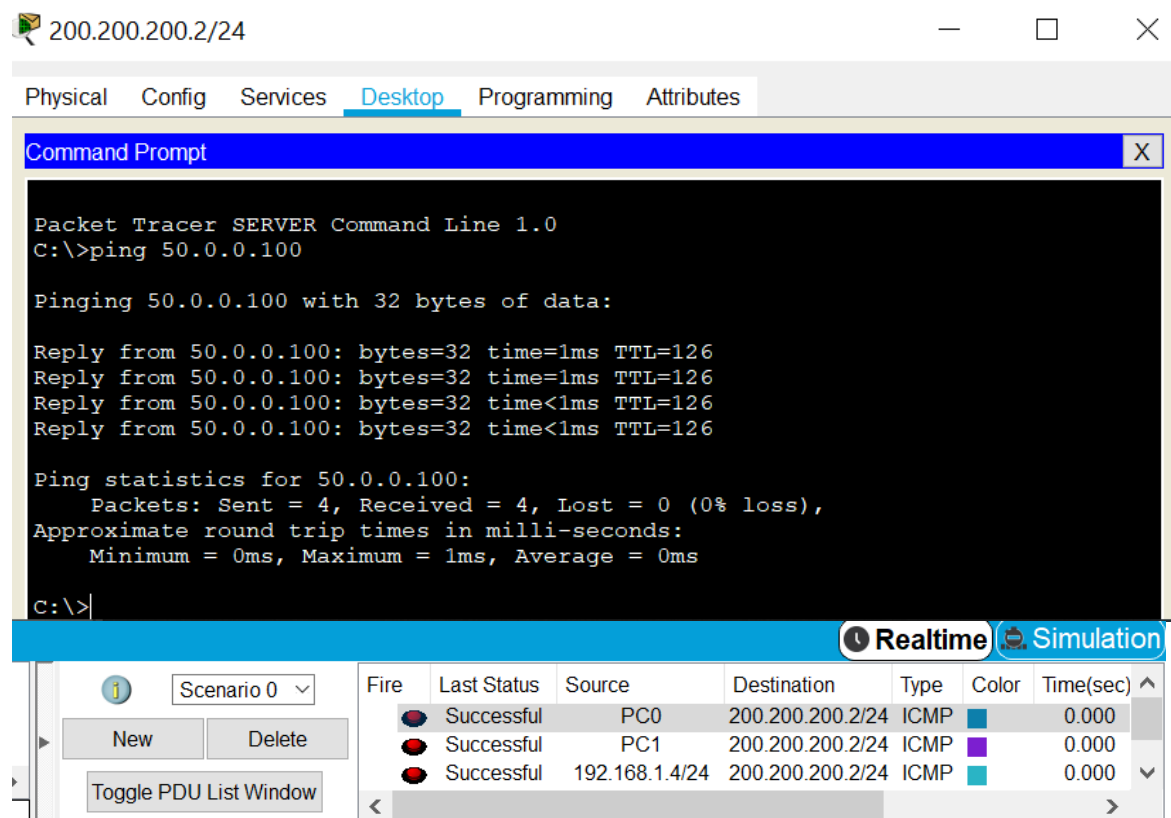 200.200.200.2/24
Physical Config Services Desktop Programming Attributes
Command Prompt X
Packet Tracer SERVER Command Line 1.0
C:\>ping 50.0.0.100
Pinging 50.0.0.100 with 32 bytes of data:
Reply from 50.0.0.100: bytes=32 time=1ms TTL=126
Reply from 50.0.0.100: bytes=32 time=1ms TTL=126
Reply from 50.0.0.100: bytes=32 time<1ms TTL=126
Reply from 50.0.0.100: bytes=32 time<1ms TTL=126
Ping statistics for 50.0.0.100:
Packets: Sent = 4, Received = 4, Lost = 0 (0% loss),
Approximate round trip times in milli-seconds:
Minimum = 0ms, Maximum = 1ms, Average = 0ms
C:\>
Realtime Simulation
Scenario 0
New Delete
Toggle PDU List Window
Fire Last Status Source Destination Type Color Time(sec)
Successful PC0 200.200.200.2/24 ICMP 0.000
Successful PC1 200.200.200.2/24 ICMP 0.000
Successful 192.168.1.4/24 200.200.200.2/24 ICMP 0.000